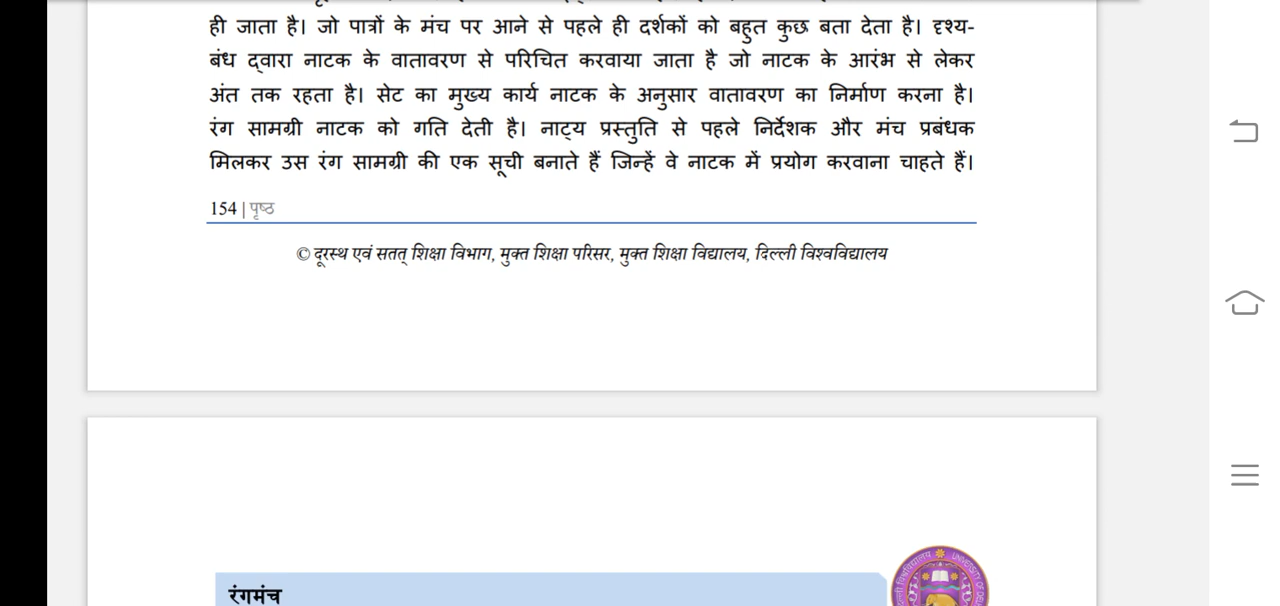 ही जाता है। जो पात्रों के मंच पर आने से पहले ही दर्शकों को बहुत कुछ बता देता है। दृश्य-
बंध द्वारा नाटक के वातावरण से परिचित करवाया जाता है जो नाटक के आरंभ से लेकर
अंत तक रहता है। सेट का मुख्य कार्य नाटक के अनुसार वातावरण का निर्माण करना है।
रंग सामग्री नाटक को गति देती है। नाट्य प्रस्तुति से पहले निर्देशक और मंच प्रबंधक
मिलकर उस रंग सामग्री की एक सूची बनाते हैं जिन्हें वे नाटक में प्रयोग करवाना चाहते हैं।
154 | पृष्ठ
© दूरस्थ एवं सतत् शिक्षा विभाग, मुक्त शिक्षा परिसर, मुक्त शिक्षा विद्यालय, दिल्ली विश्वविद्यालय
रंगमंच